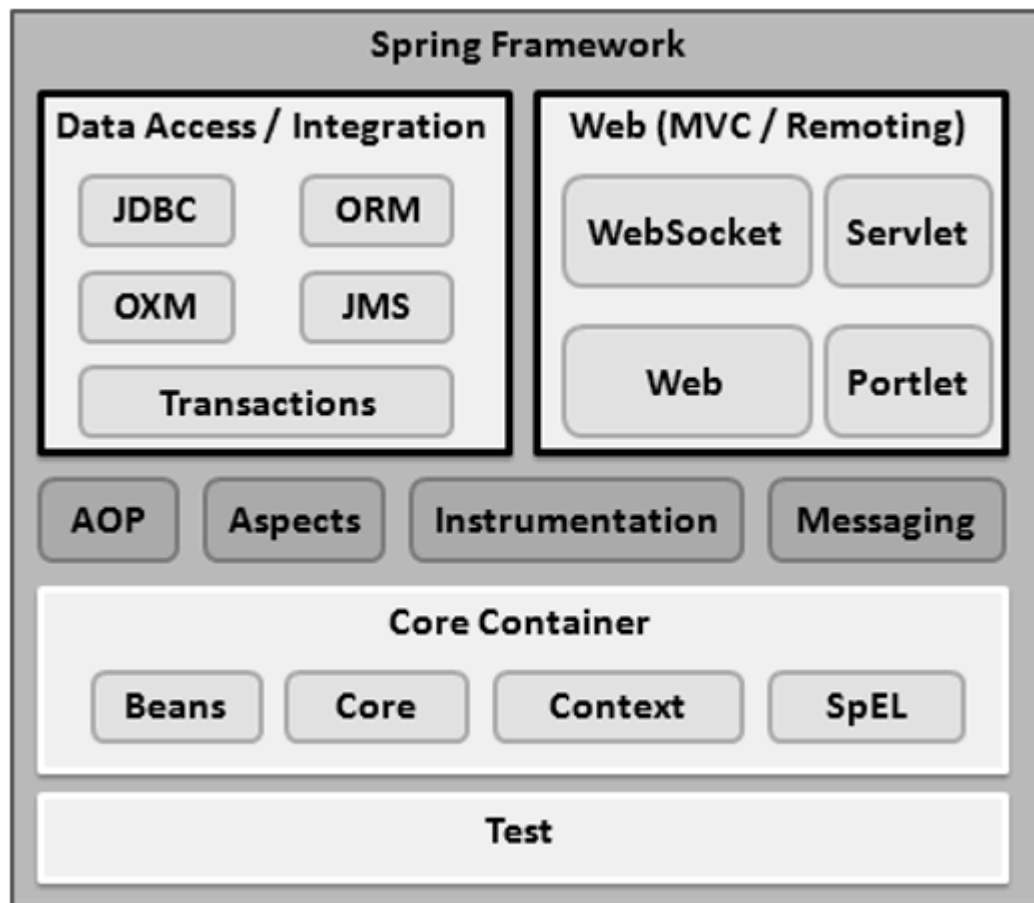 Spring Framework
Data Access / Integration
JDBC
ORM
OXM
JMS
Transactions
Web (MVC / Remoting)
WebSocket
Servlet
Web
Portlet
AOP
Aspects
Instrumentation
Messaging
Core Container
Beans
Core
Context
SpEL
Test